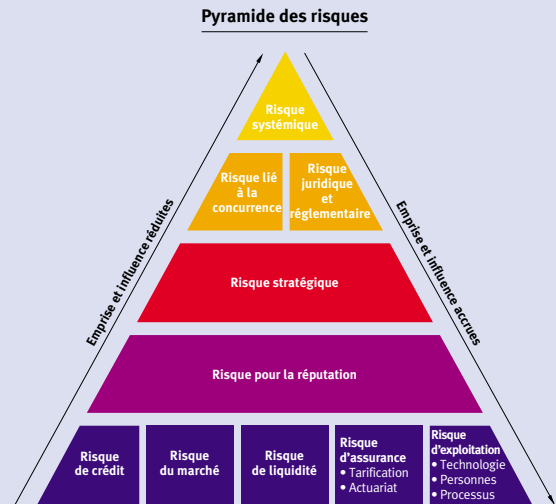 Pyramide des risques
Risque
systémique
Risque lié
à la
concurrence
Risque
juridique
et
réglementaire
Emprise et influence réduites
Emprise et influence accrues
Risque stratégique
Risque pour la réputation
Risque
de crédit
Risque
du marché
Risque
de liquidité
Risque
d'assurance
• Tarification
• Actuariat
Risque
d'exploitation
• Technologie
• Personnes
• Processus